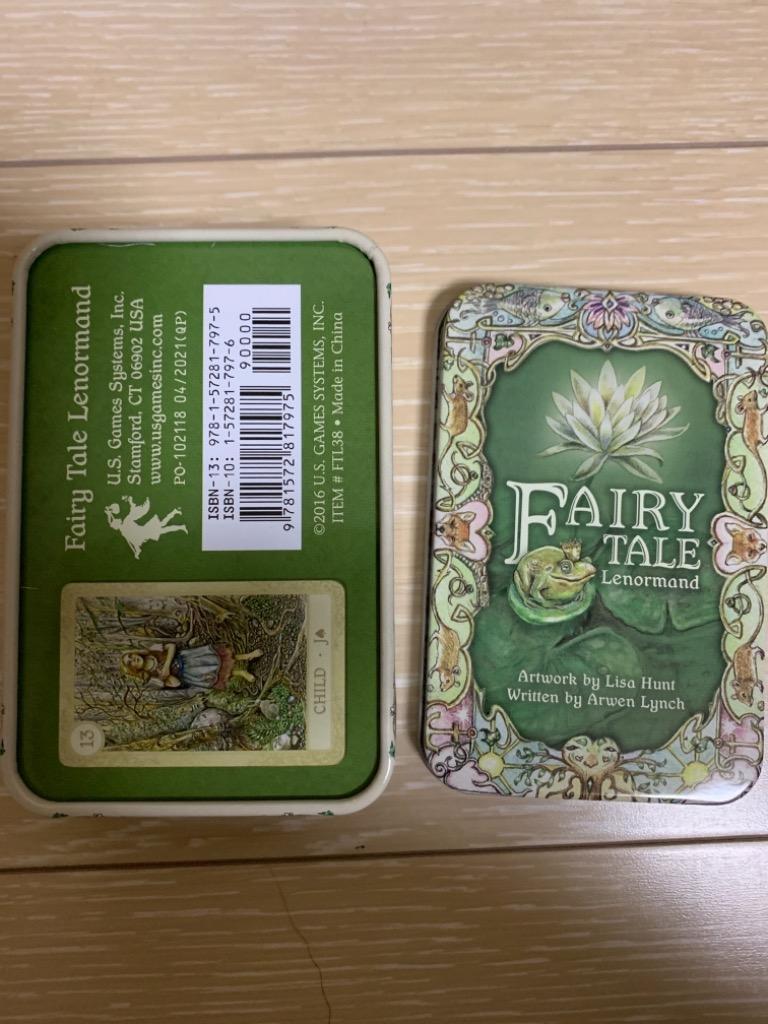 Fairy Tale Lenormand
U.S. Games Systems, Inc.
Stamford, CT 06902 USA
www.usgamesinc.com
PO-102118 04/2021(QP)
ISBN-13: 978-1-57281-797-5
ISBN-10: 1-57281-797-6
90000
9 781572 817975
©2016 U.S. GAMES SYSTEMS, INC.
ITEM # FTL38 • Made in China
13
CHILD · J♠
FAIRY
TALE
Lenormand
Artwork by Lisa Hunt
Written by Arwen Lynch